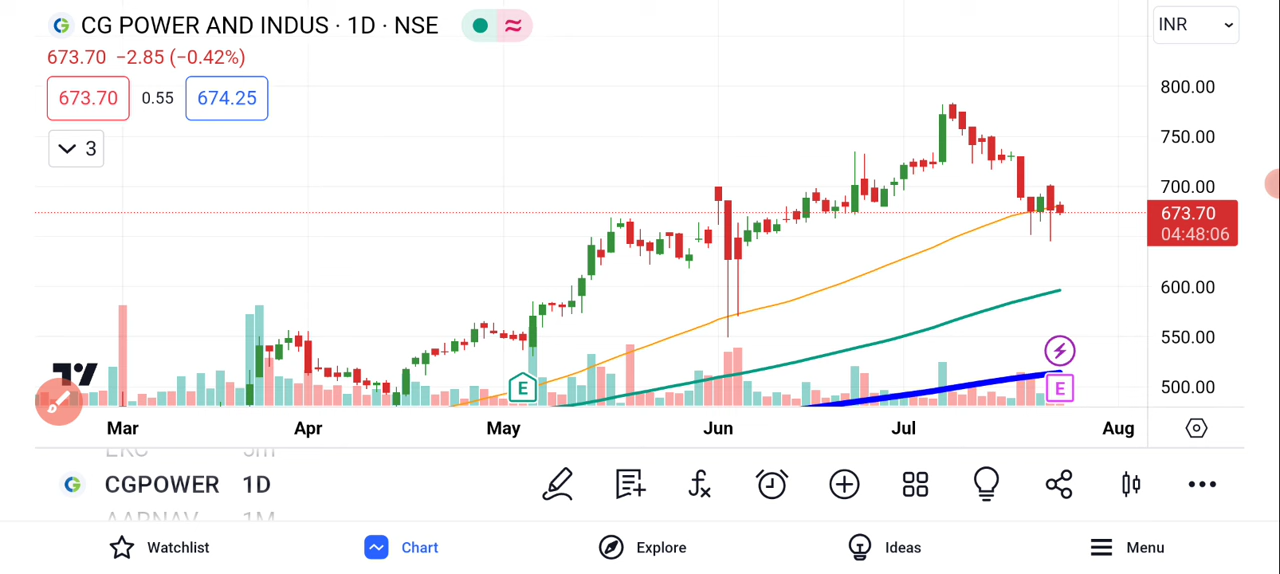 CG POWER AND INDUS · 1D · NSE
INR
673.70 −2.85 (−0.42%)
673.70 0.55 674.25
3
800.00
750.00
700.00
673.70
04:48:06
600.00
550.00
500.00
E
E
Mar Apr May Jun Jul Aug
CGPOWER 1D
Watchlist Chart Explore Ideas Menu